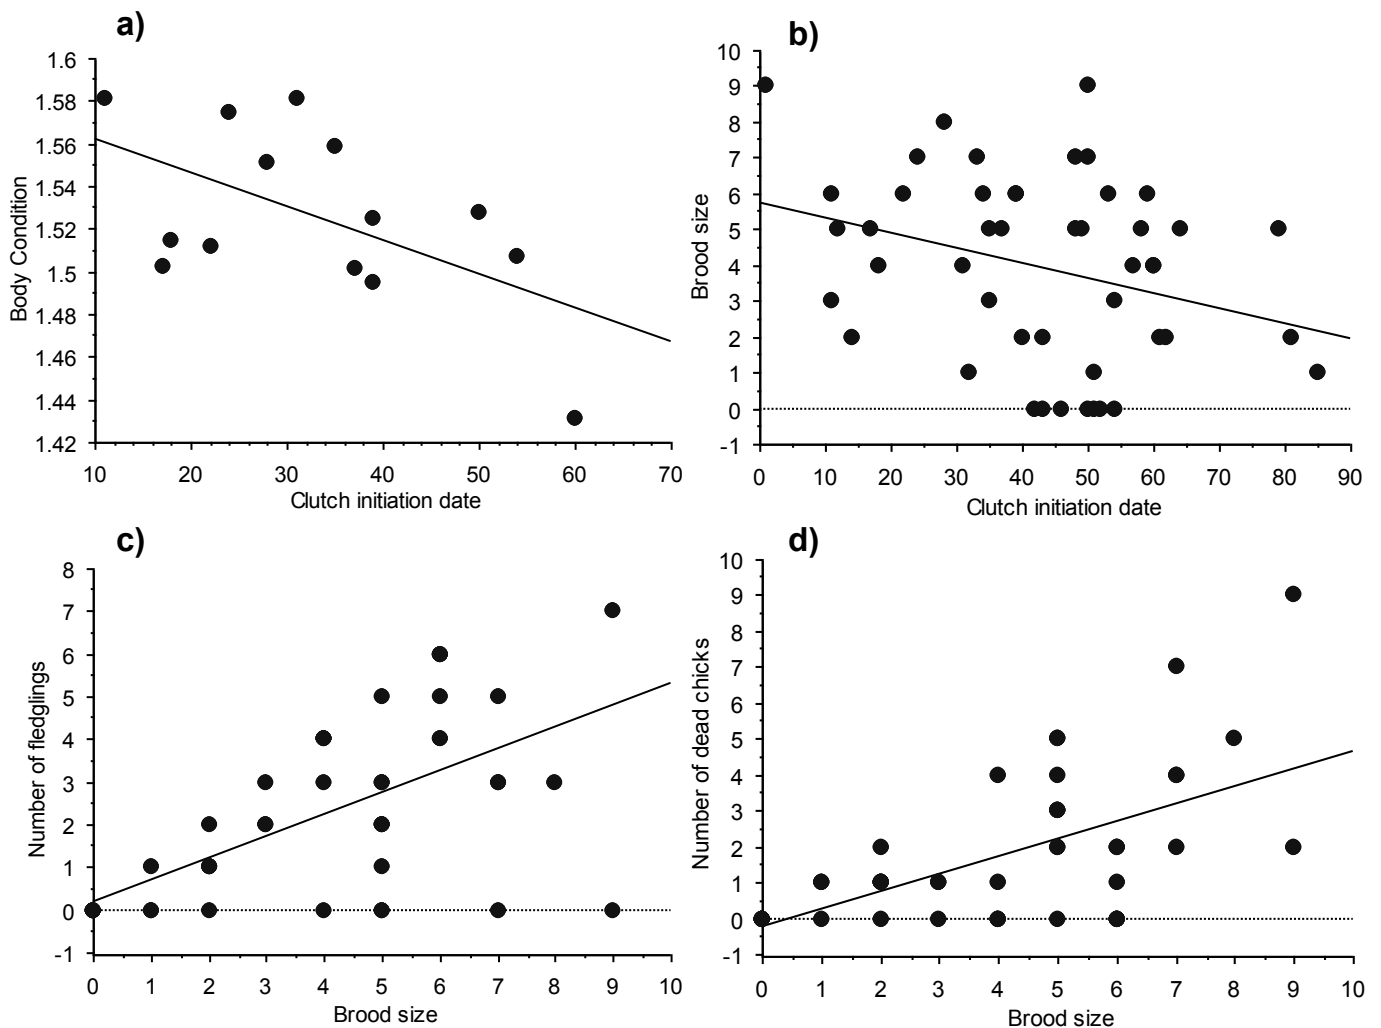 a)
1.6
1.58
1.56
1.54
1.52
1.5
1.48
1.46
1.44
1.42
Body Condition
10 20 30 40 50 60 70
Clutch initiation date
b)
10
9
8
7
6
5
4
3
2
1
0
-1
Brood size
0 10 20 30 40 50 60 70 80 90
Clutch initiation date
c)
8
7
6
5
4
3
2
1
0
-1
Number of fledglings
0 1 2 3 4 5 6 7 8 9 10
Brood size
d)
10
9
8
7
6
5
4
3
2
1
0
-1
Number of dead chicks
0 1 2 3 4 5 6 7 8 9 10
Brood size